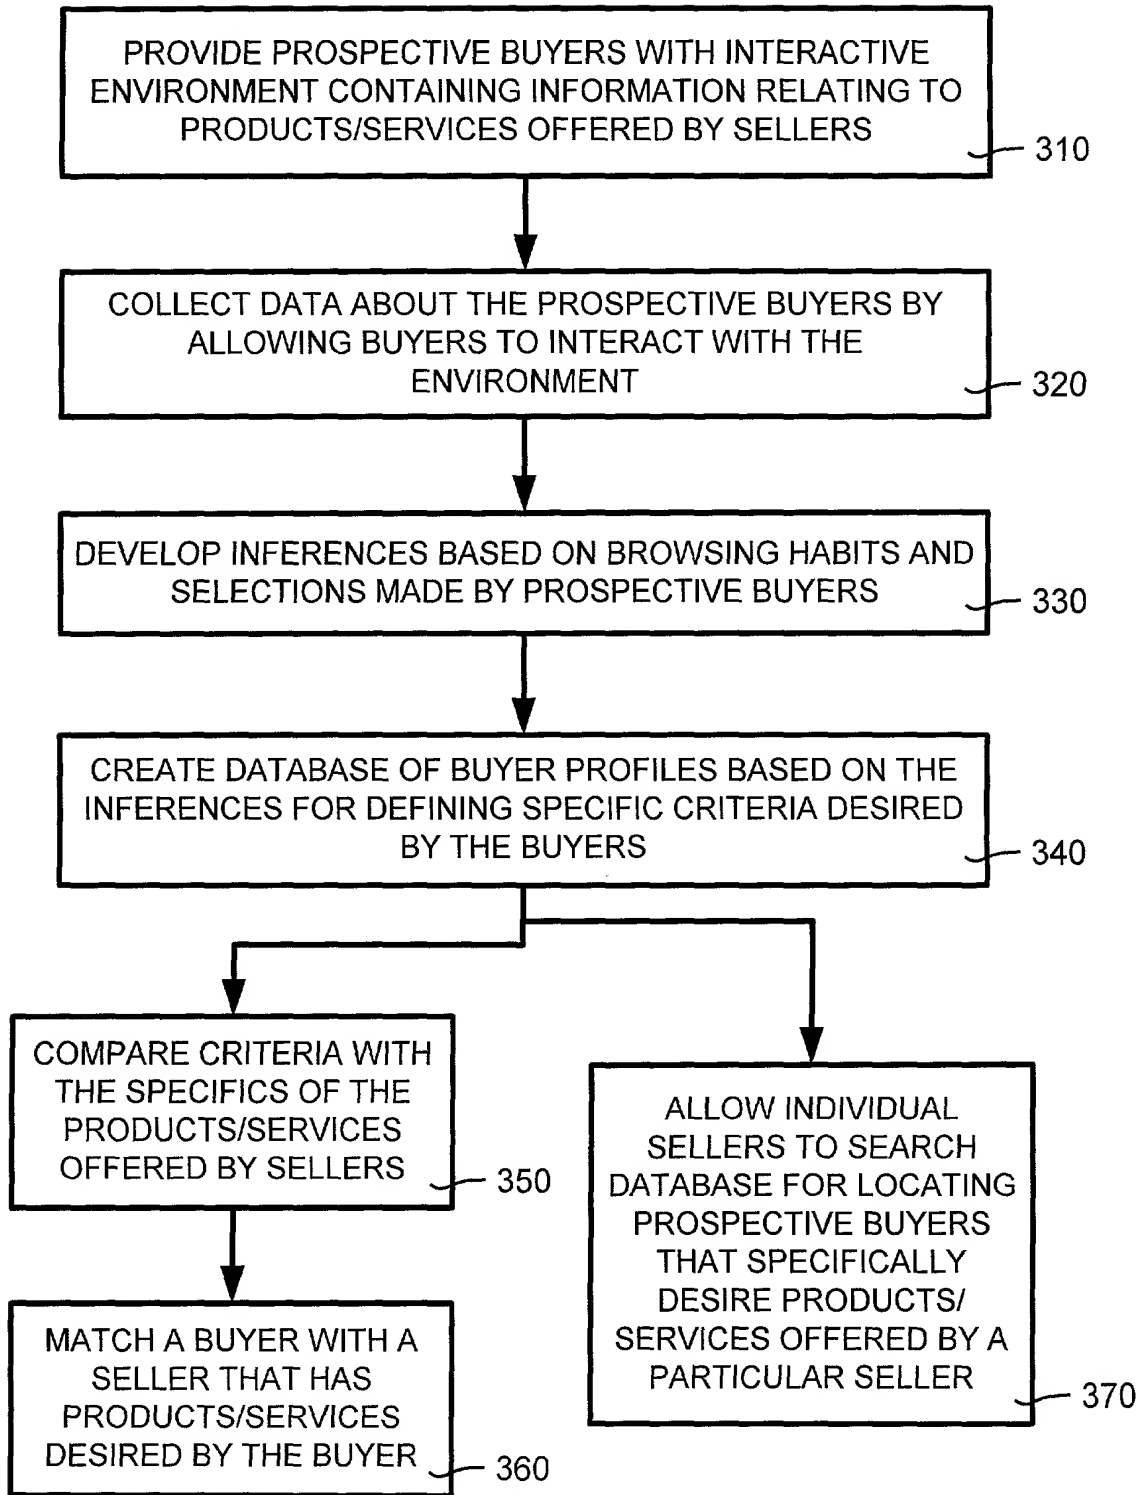 PROVIDE PROSPECTIVE BUYERS WITH INTERACTIVE
ENVIRONMENT CONTAINING INFORMATION RELATING TO
PRODUCTS/SERVICES OFFERED BY SELLERS
310
COLLECT DATA ABOUT THE PROSPECTIVE BUYERS BY
ALLOWING BUYERS TO INTERACT WITH THE
ENVIRONMENT
320
DEVELOP INFERENCES BASED ON BROWSING HABITS AND
SELECTIONS MADE BY PROSPECTIVE BUYERS
330
CREATE DATABASE OF BUYER PROFILES BASED ON THE
INFERENCES FOR DEFINING SPECIFIC CRITERIA DESIRED
BY THE BUYERS
340
COMPARE CRITERIA WITH
THE SPECIFICS OF THE
PRODUCTS/SERVICES
OFFERED BY SELLERS
350
MATCH A BUYER WITH A
SELLER THAT HAS
PRODUCTS/SERVICES
DESIRED BY THE BUYER
360
ALLOW INDIVIDUAL
SELLERS TO SEARCH
DATABASE FOR LOCATING
PROSPECTIVE BUYERS
THAT SPECIFICALLY
DESIRE PRODUCTS/
SERVICES OFFERED BY A
PARTICULAR SELLER
370